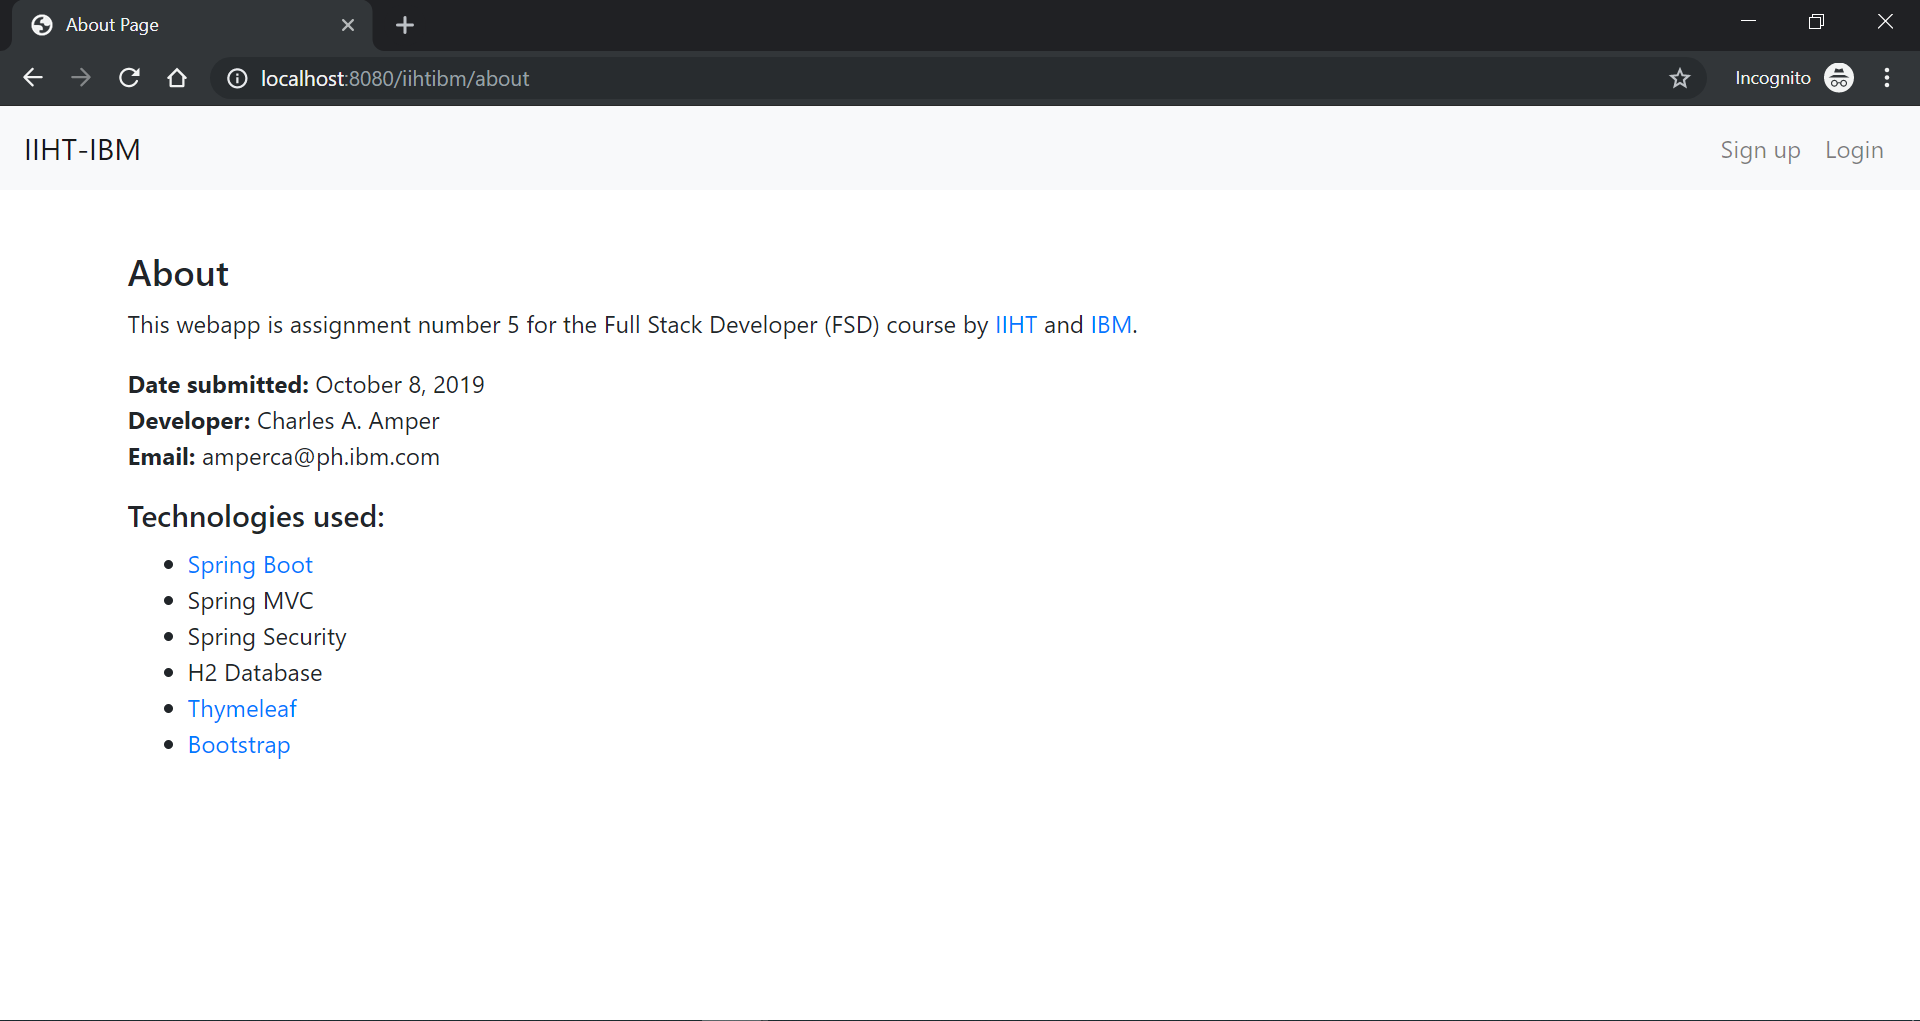 About Page
localhost:8080/iihtibm/about
Incognito
IIHT-IBM
Sign up Login
About
This webapp is assignment number 5 for the Full Stack Developer (FSD) course by IIHT and IBM.
Date submitted: October 8, 2019
Developer: Charles A. Amper
Email: amperca@ph.ibm.com
Technologies used:
Spring Boot
Spring MVC
Spring Security
H2 Database
Thymeleaf
Bootstrap